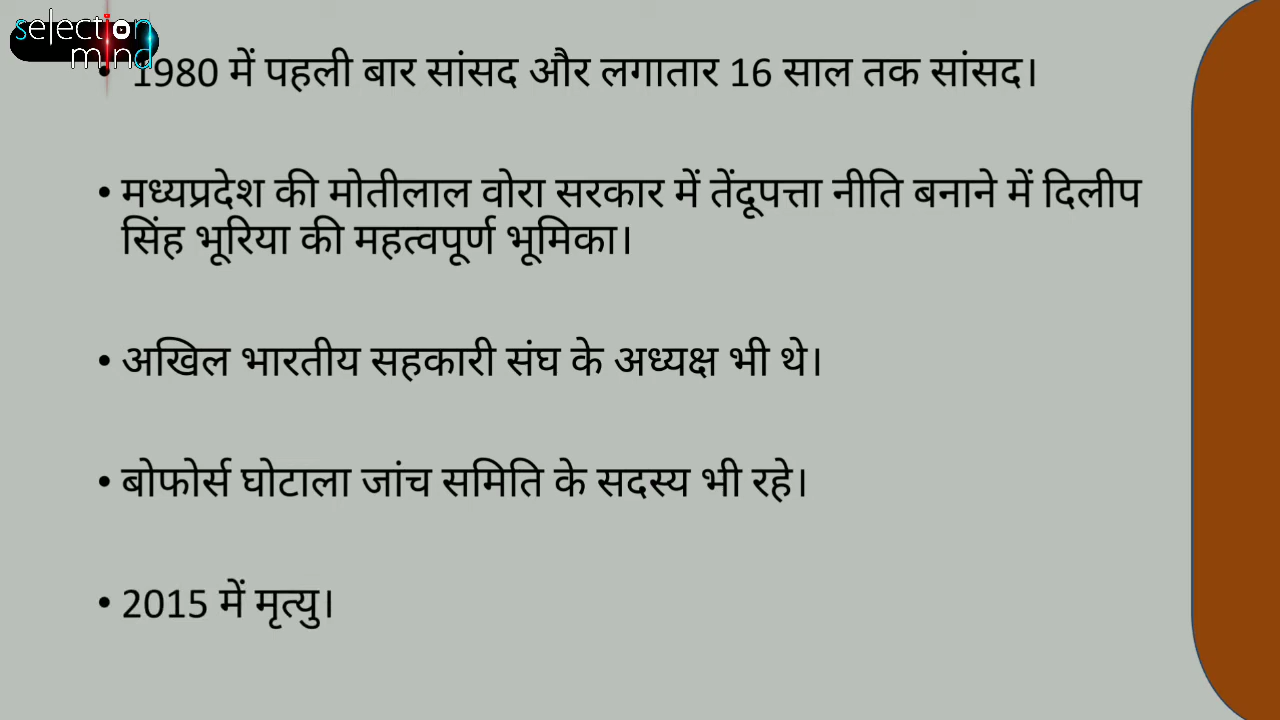 selection
mind
• 1980 में पहली बार सांसद और लगातार 16 साल तक सांसद।
• मध्यप्रदेश की मोतीलाल वोरा सरकार में तेंदूपत्ता नीति बनाने में दिलीप
सिंह भूरिया की महत्वपूर्ण भूमिका।
• अखिल भारतीय सहकारी संघ के अध्यक्ष भी थे।
• बोफोर्स घोटाला जांच समिति के सदस्य भी रहे।
• 2015 में मृत्यु।